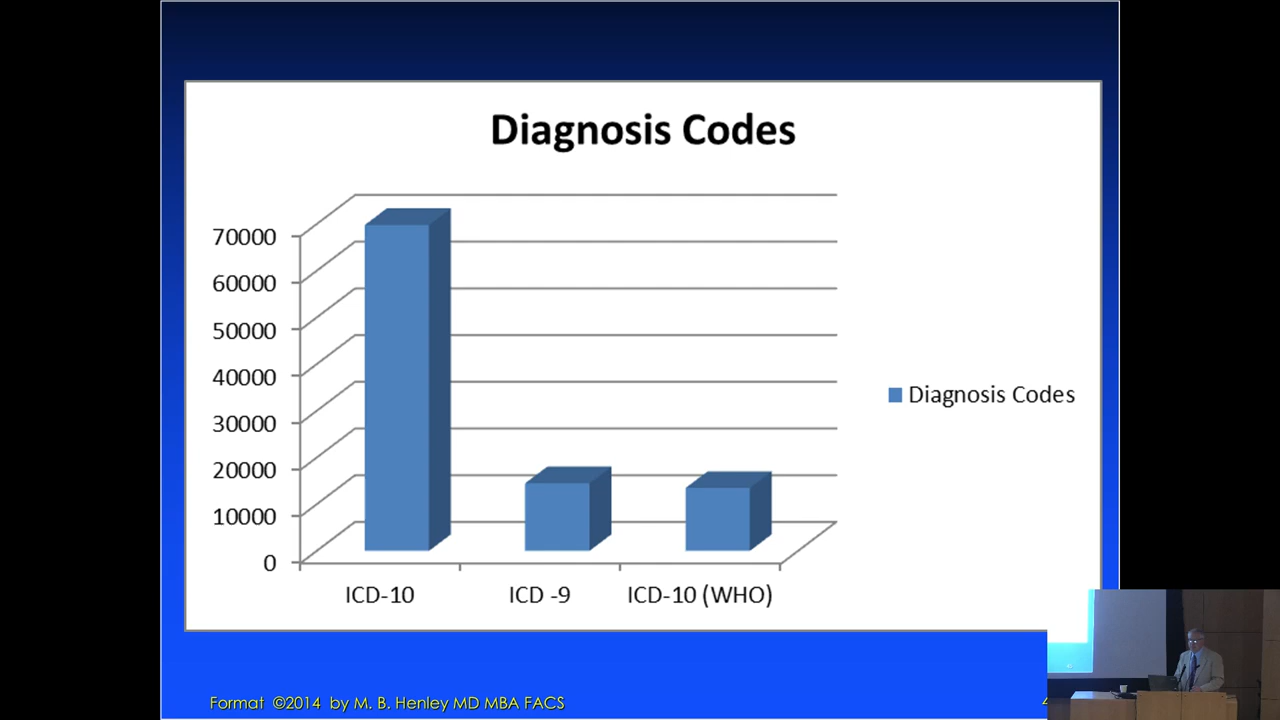 Diagnosis Codes
70000
60000
50000
40000
30000
20000
10000
0
ICD-10
ICD -9
ICD-10 (WHO)
Diagnosis Codes
Format ©2014 by M. B. Henley MD MBA FACS